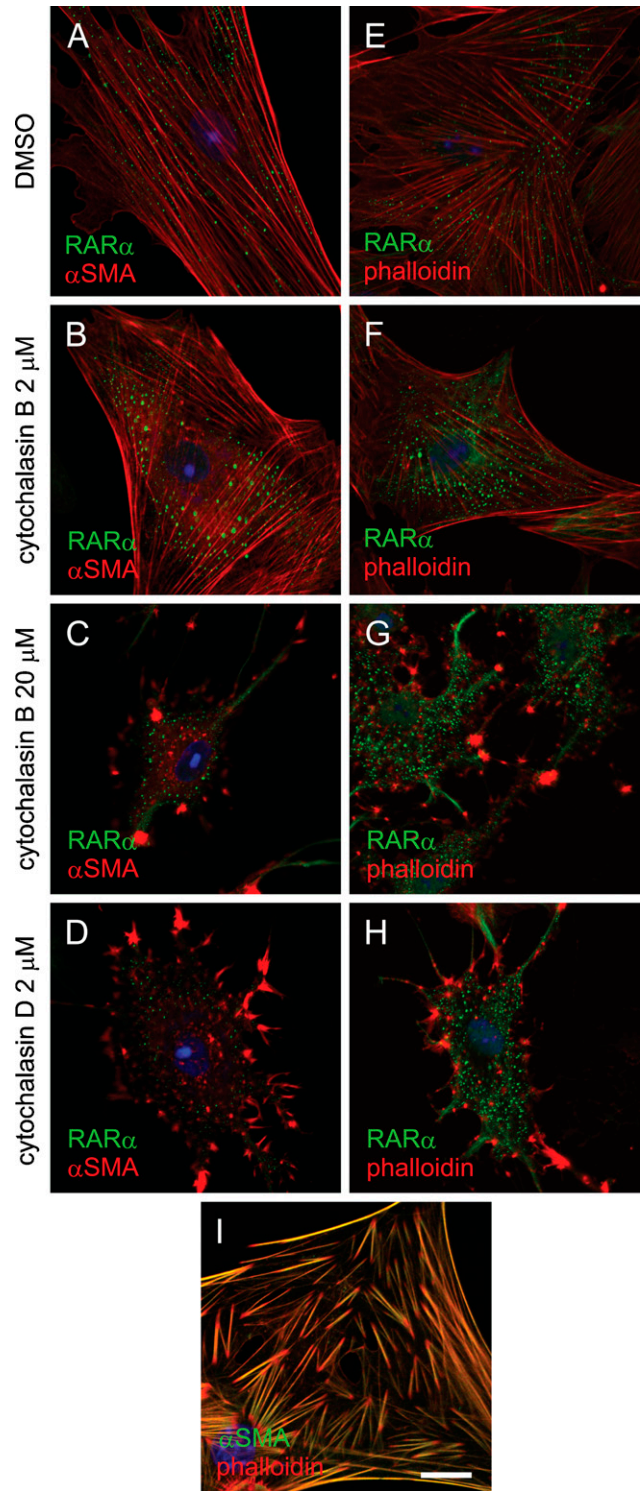 DMSO
A
RARα
αSMA
E
RARα
phalloidin
cytochalasin B 2 μM
B
RARα
αSMA
F
RARα
phalloidin
cytochalasin B 20 μM
C
RARα
αSMA
G
RARα
phalloidin
cytochalasin D 2 μM
D
RARα
αSMA
H
RARα
phalloidin
I
αSMA
phalloidin